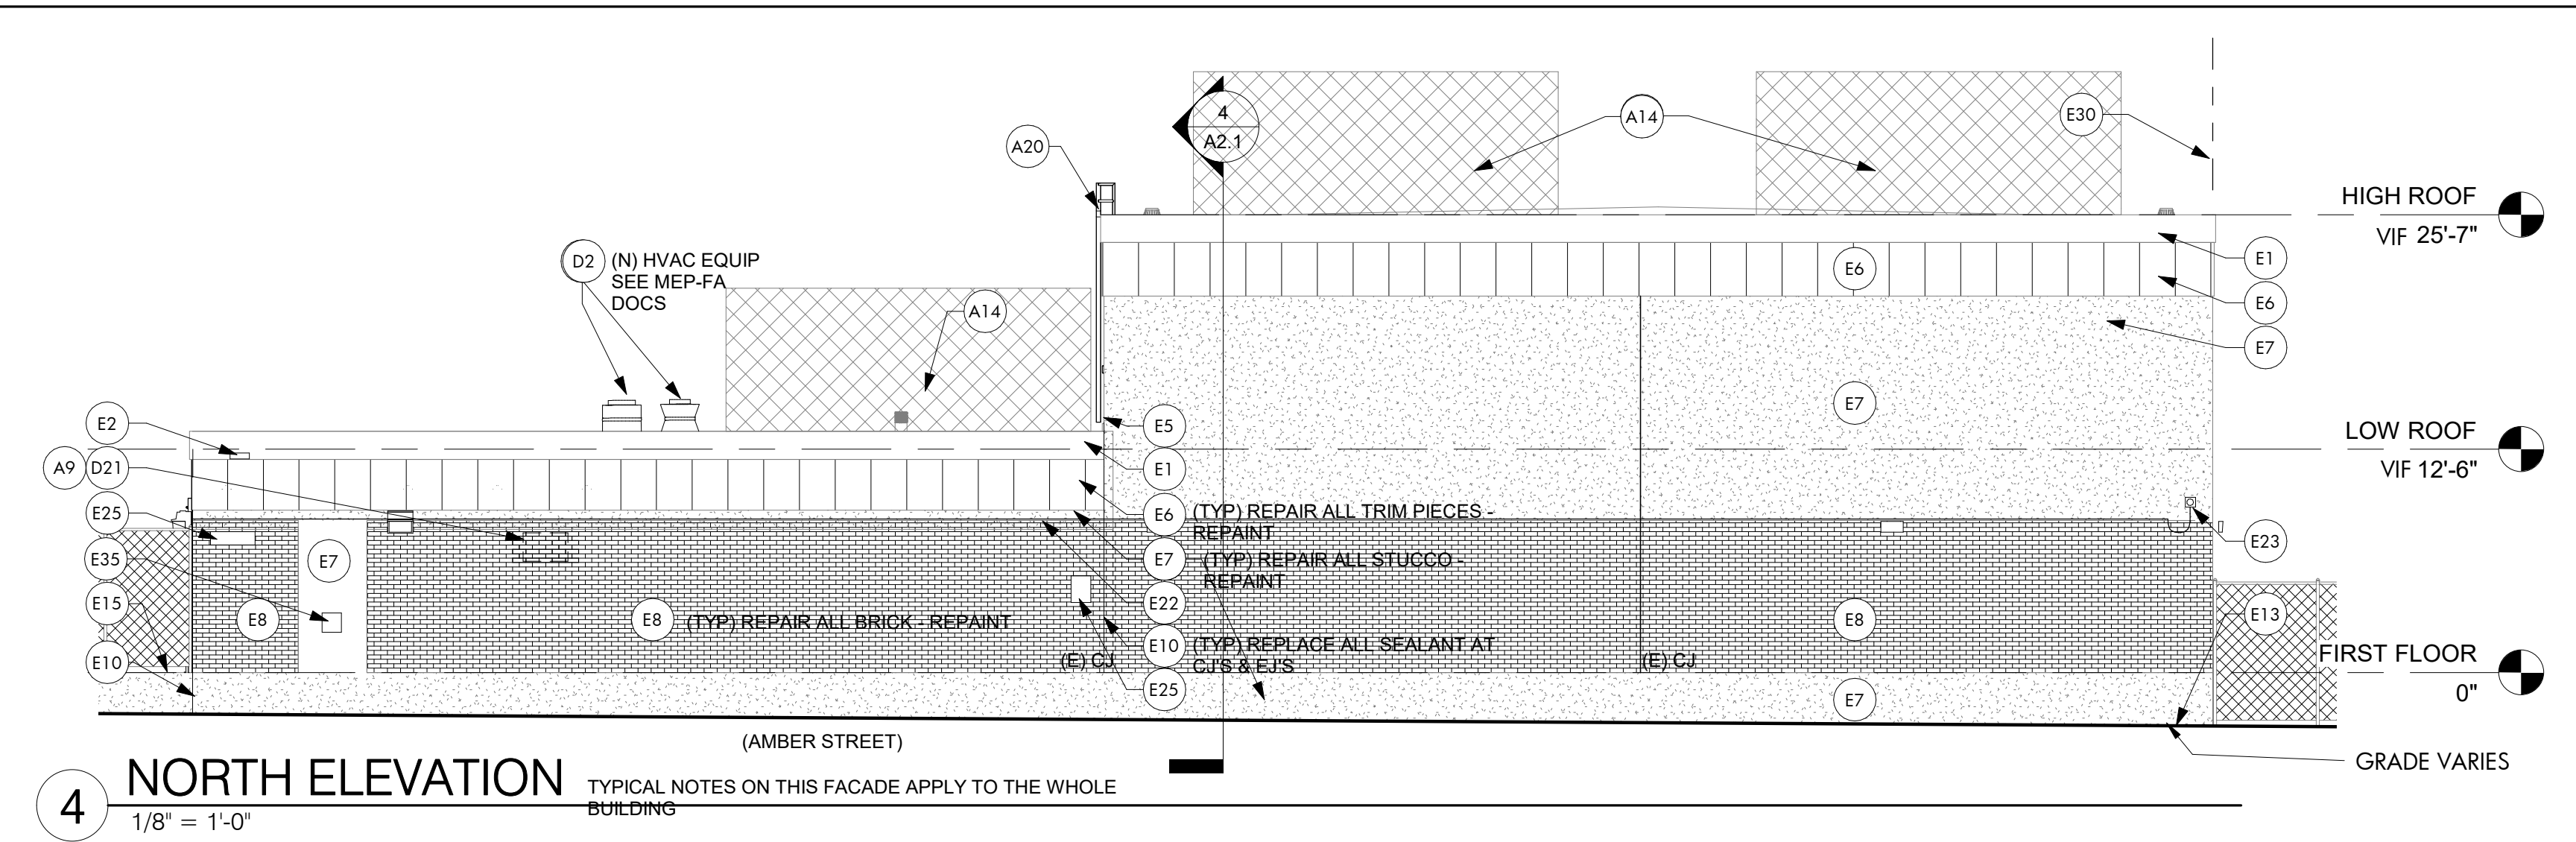 4
A2.1
A14
E30
A20
HIGH ROOF
VIF 25'-7"
D2
(N) HVAC EQUIP
SEE MEP-FA
DOCS
E1
E6
E6
A14
E7
E7
E2
E5
LOW ROOF
VIF 12'-6"
A9
D21
E1
E25
E6
(TYP) REPAIR ALL TRIM PIECES -
REPAINT
E23
E35
E7
E7
(TYP) REPAIR ALL STUCCO -
REPAINT
E15
E22
E8
E8
(TYP) REPAIR ALL BRICK - REPAINT
E8
E13
E10
(E) CJ
E10
(TYP) REPLACE ALL SEALANT AT
CJ'S & EJ'S
(E) CJ
FIRST FLOOR
0"
E25
E7
(AMBER STREET)
GRADE VARIES
4
NORTH ELEVATION
1/8" = 1'-0"
TYPICAL NOTES ON THIS FACADE APPLY TO THE WHOLE
BUILDING